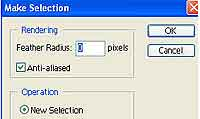 Make Selection
Rendering
OK
Feather Radius: 0 pixels
Cancel
Anti-aliased
Operation
New Selection